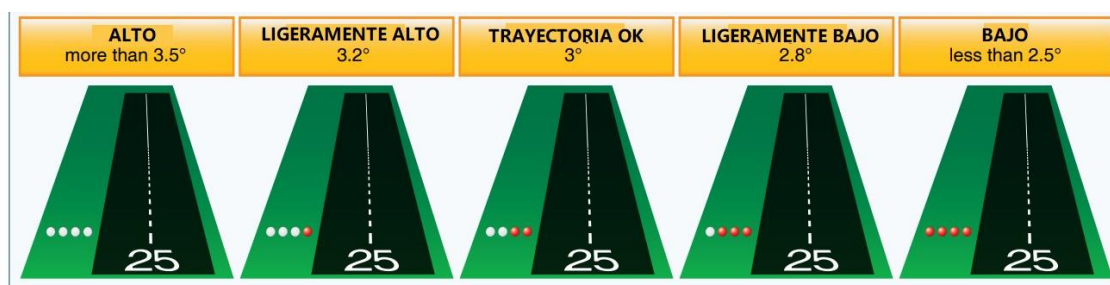 ALTO
more than 3.5°
LIGERAMENTE ALTO
3.2°
TRAYECTORIA OK
3°
LIGERAMENTE BAJO
2.8°
BAJO
less than 2.5°
25
25
25
25
25